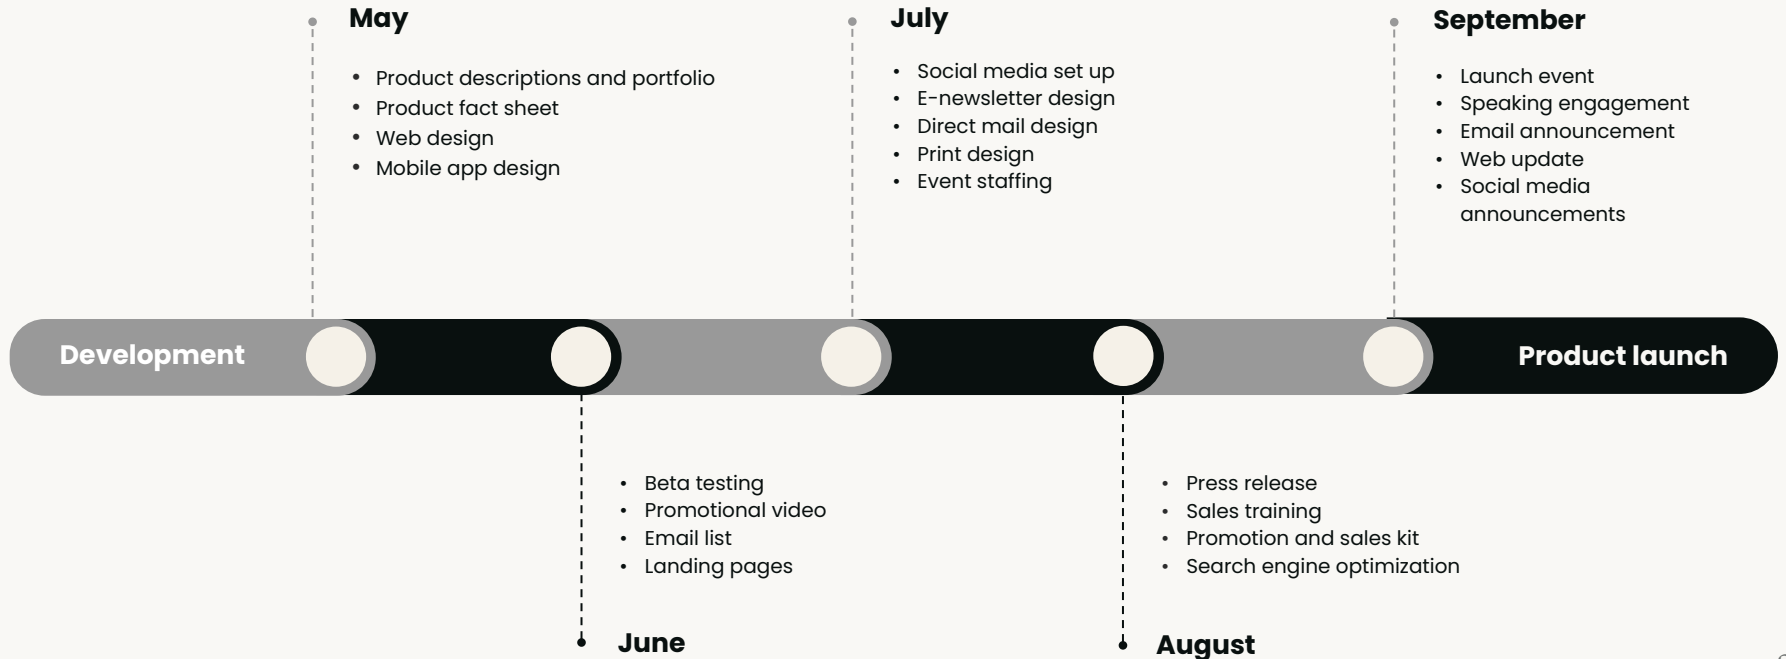 May
• Product descriptions and portfolio
• Product fact sheet
• Web design
• Mobile app design
July
• Social media set up
• E-newsletter design
• Direct mail design
• Print design
• Event staffing
September
• Launch event
• Speaking engagement
• Email announcement
• Web update
• Social media
announcements
Development
Product launch
• Beta testing
• Promotional video
• Email list
• Landing pages
June
• Press release
• Sales training
• Promotion and sales kit
• Search engine optimization
August